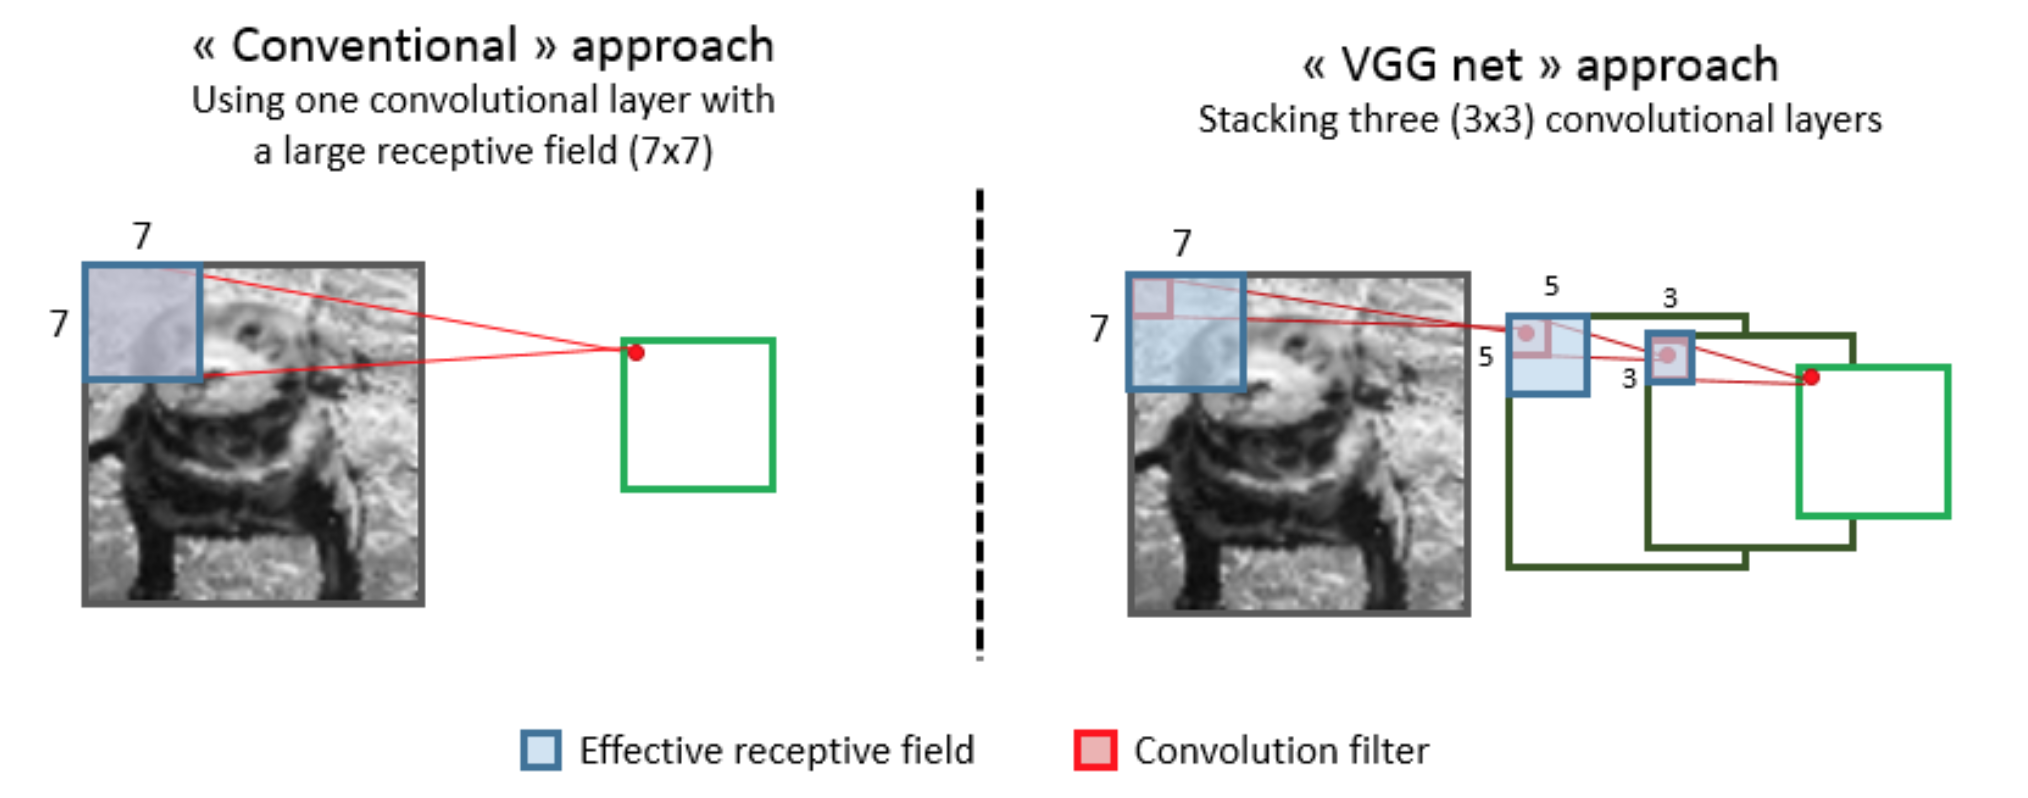 « Conventional » approach
Using one convolutional layer with
a large receptive field (7x7)
7
7
« VGG net » approach
Stacking three (3x3) convolutional layers
7
7
5
5
3
3
Effective receptive field
Convolution filter